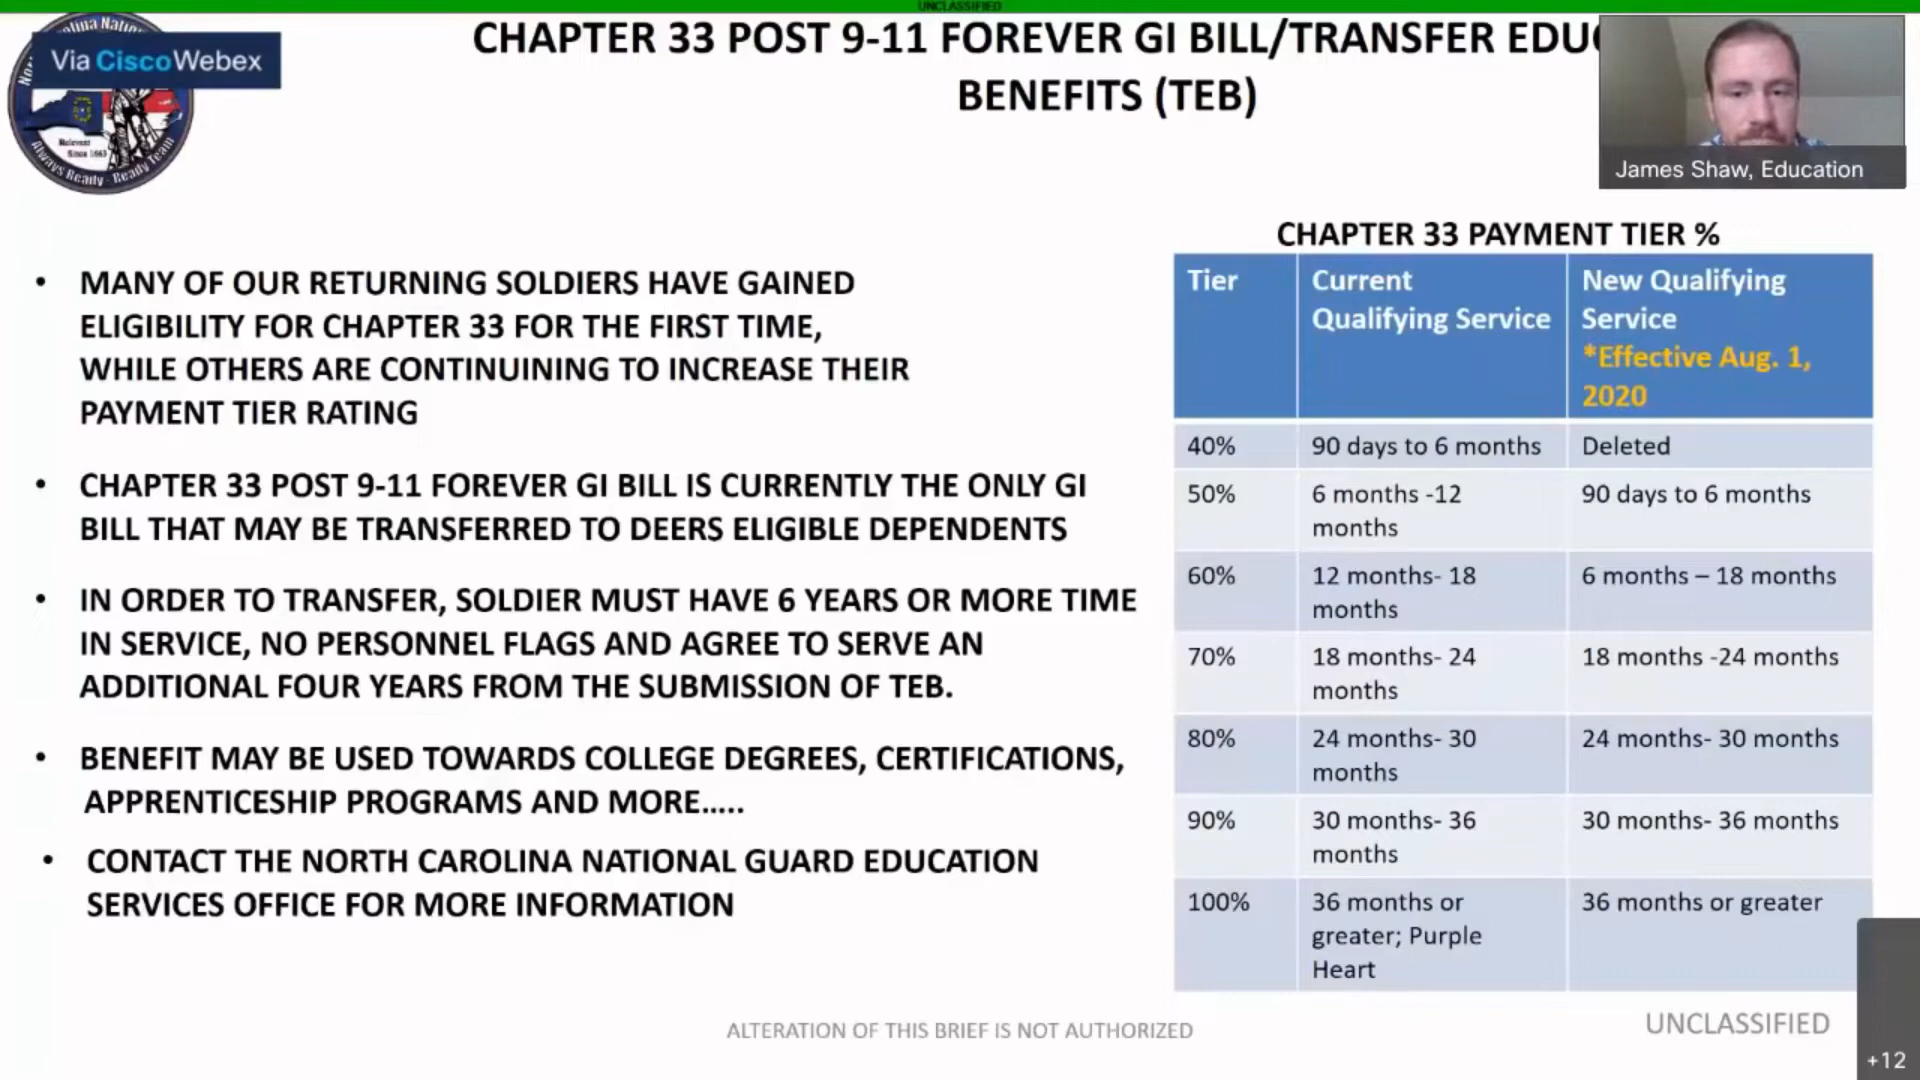 UNCLASSIFIED
Via CiscoWebex
Relevant
Since 1663
Always Ready - Ready Team
CHAPTER 33 POST 9-11 FOREVER GI BILL/TRANSFER EDUC
BENEFITS (TEB)
James Shaw, Education
• MANY OF OUR RETURNING SOLDIERS HAVE GAINED
ELIGIBILITY FOR CHAPTER 33 FOR THE FIRST TIME,
WHILE OTHERS ARE CONTINUINING TO INCREASE THEIR
PAYMENT TIER RATING
• CHAPTER 33 POST 9-11 FOREVER GI BILL IS CURRENTLY THE ONLY GI
BILL THAT MAY BE TRANSFERRED TO DEERS ELIGIBLE DEPENDENTS
• IN ORDER TO TRANSFER, SOLDIER MUST HAVE 6 YEARS OR MORE TIME
IN SERVICE, NO PERSONNEL FLAGS AND AGREE TO SERVE AN
ADDITIONAL FOUR YEARS FROM THE SUBMISSION OF TEB.
• BENEFIT MAY BE USED TOWARDS COLLEGE DEGREES, CERTIFICATIONS,
APPRENTICESHIP PROGRAMS AND MORE.....
• CONTACT THE NORTH CAROLINA NATIONAL GUARD EDUCATION
SERVICES OFFICE FOR MORE INFORMATION
CHAPTER 33 PAYMENT TIER %
Tier
Current
Qualifying Service
New Qualifying
Service
*Effective Aug. 1,
2020
40%
90 days to 6 months
Deleted
50%
6 months -12
months
90 days to 6 months
60%
12 months- 18
months
6 months – 18 months
70%
18 months- 24
months
18 months -24 months
80%
24 months- 30
months
24 months- 30 months
90%
30 months- 36
months
30 months- 36 months
100%
36 months or
greater; Purple
Heart
36 months or greater
ALTERATION OF THIS BRIEF IS NOT AUTHORIZED
UNCLASSIFIED
+12